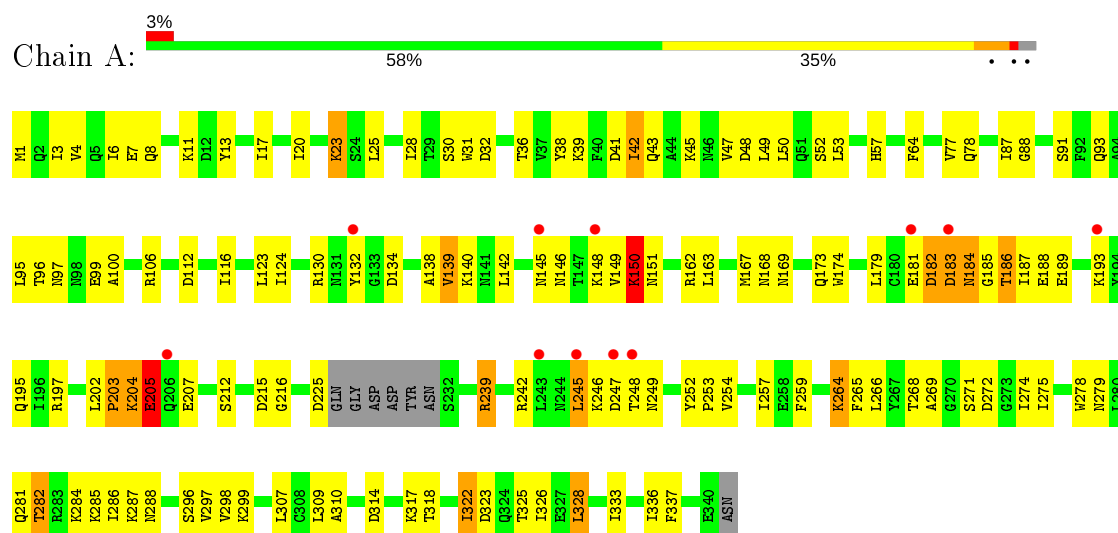 3%
Chain A:
58% 35% • • •
M1 Q2 I3 V4 Q5 I6 E7 Q8 K11 D12 Y13 I17 I20 K23 S24 L25 I28 T29 S30 W31 D32 T36 V37 Y38 K39 F40 D41 I42 Q43 A44 K45 N46 V47 D48 L49 L50 Q51 S52 L53 H57 F64 V77 Q78 I87 G88 S91 F92 Q93 A94
L95 T96 N97 N98 E99 A100 R106 D112 I116 L123 I124 R130 N131 Y132 G133 D134 A138 V139 K140 N141 L142 N145 N146 T147 K148 V149 K150 N151 R162 L163 M167 N168 N169 Q173 W174 L179 C180 E181 D182 D183 N184 G185 T186 I187 E188 E189 K193 Y194
Q195 I196 R197 L202 P203 K204 E205 Q206 E207 S212 D215 G216 D225 GLN GLY ASP ASP TYR ASN S232 R239 R242 L243 N244 L245 K246 D247 T248 N249 Y252 P253 V254 I257 E258 F259 K264 F265 L266 Y267 T268 A269 G270 S271 D272 G273 I274 I275 W278 N279 L280
Q281 T282 R283 K284 K285 I286 K287 N288 S296 V297 V298 K299 L307 C308 L309 A310 D314 K317 T318 I322 D323 Q324 T325 I326 E327 L328 I333 I336 F337 E340 ASN